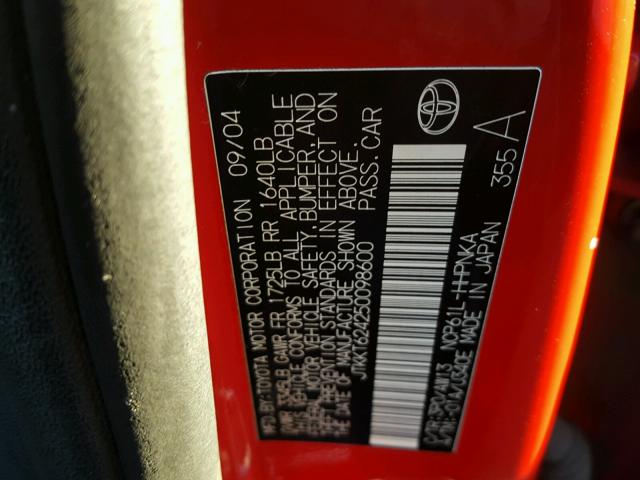 MFD. BY: TOYOTA MOTOR CORPORATION 09/04
GAWR FR 1725LB RR 1640LB
THIS VEHICLE CONFORMS TO ALL APPLICABLE
FEDERAL MOTOR VEHICLE SAFETY, BUMPER, AND
THEFT PREVENTION STANDARDS IN EFFECT ON
THE DATE OF MANUFACTURE SHOWN ABOVE.
JTKKT624250098600 PASS. CAR
NCP61L-THPNKA
MADE IN JAPAN
355 A